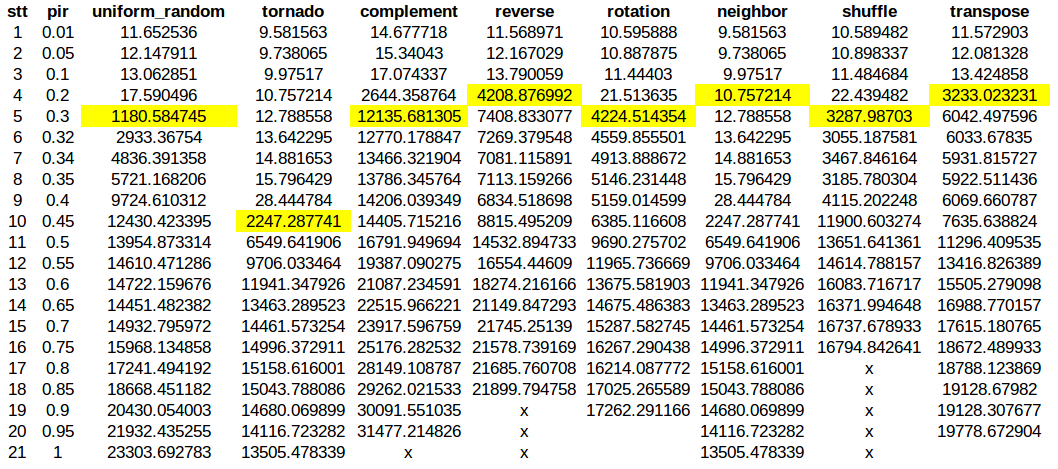 stt pir uniform_random tornado complement reverse rotation neighbor shuffle transpose
1 0.01 11.652536 9.581563 14.677718 11.568971 10.595888 9.581563 10.589482 11.572903
2 0.05 12.147911 9.738065 15.34043 12.167029 10.887875 9.738065 10.898337 12.081328
3 0.1 13.062851 9.97517 17.074337 13.790059 11.44403 9.97517 11.484684 13.424858
4 0.2 17.590496 10.757214 2644.358764 4208.876992 21.513635 10.757214 22.439482 3233.023231
5 0.3 1180.584745 12.788558 12135.681305 7408.833077 4224.514354 12.788558 3287.98703 6042.497596
6 0.32 2933.36754 13.642295 12770.178847 7269.379548 4559.855501 13.642295 3055.187581 6033.67835
7 0.34 4836.391358 14.881653 13466.321904 7081.115891 4913.888672 14.881653 3467.846164 5931.815727
8 0.35 5721.168206 15.796429 13786.345764 7113.159266 5146.231448 15.796429 3185.780304 5922.511436
9 0.4 9724.610312 28.444784 14206.039349 6834.518698 5159.014599 28.444784 4115.202248 6069.660787
10 0.45 12430.423395 2247.287741 14405.715216 8815.495209 6385.116608 2247.287741 11900.603274 7635.638824
11 0.5 13954.873314 6549.641906 16791.949694 14532.894733 9690.275702 6549.641906 13651.641361 11296.409535
12 0.55 14610.471286 9706.033464 19387.090275 16554.44609 11965.736669 9706.033464 14614.788157 13416.826389
13 0.6 14722.159676 11941.347926 21087.234591 18274.216166 13675.581903 11941.347926 16083.716717 15505.279098
14 0.65 14451.482382 13463.289523 22515.966221 21149.847293 14675.486383 13463.289523 16371.994648 16988.770157
15 0.7 14932.795972 14461.573254 23917.596759 21745.25139 15287.582745 14461.573254 16737.678933 17615.180765
16 0.75 15968.134858 14996.372911 25176.282532 21578.739169 16267.290438 14996.372911 16794.842641 18672.489933
17 0.8 17241.494192 15158.616001 28149.108787 21685.760708 16214.087772 15158.616001 x 18788.123869
18 0.85 18668.451182 15043.788086 29262.021533 21899.794758 17025.265589 15043.788086 x 19128.67982
19 0.9 20430.054003 14680.069899 30091.551035 x 17262.291166 14680.069899 x 19128.307677
20 0.95 21932.435255 14116.723282 31477.214826 x 14116.723282 x 19778.672904
21 1 23303.692783 13505.478339 x x 13505.478339 x